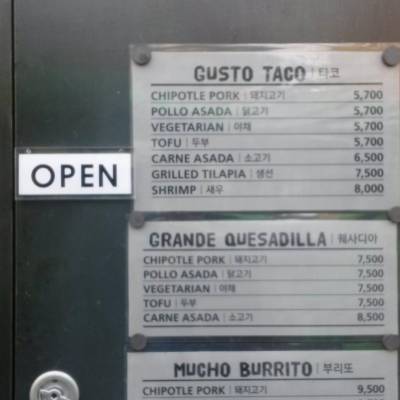 GUSTO TACO | 타코
CHIPOTLE PORK | 돼지고기 5,700
POLLO ASADA | 닭고기 5,700
VEGETARIAN | 야채 5,700
TOFU | 두부 5,700
CARNE ASADA | 소고기 6,500
GRILLED TILAPIA | 생선 7,500
SHRIMP | 새우 8,000
OPEN
GRANDE QUESADILLA | 퀘사디아
CHIPOTLE PORK | 돼지고기 7,500
POLLO ASADA | 닭고기 7,500
VEGETARIAN | 야채 7,500
TOFU | 두부 7,500
CARNE ASADA | 소고기 8,500
MUCHO BURRITO | 부리또
CHIPOTLE PORK | 돼지고기 9,500